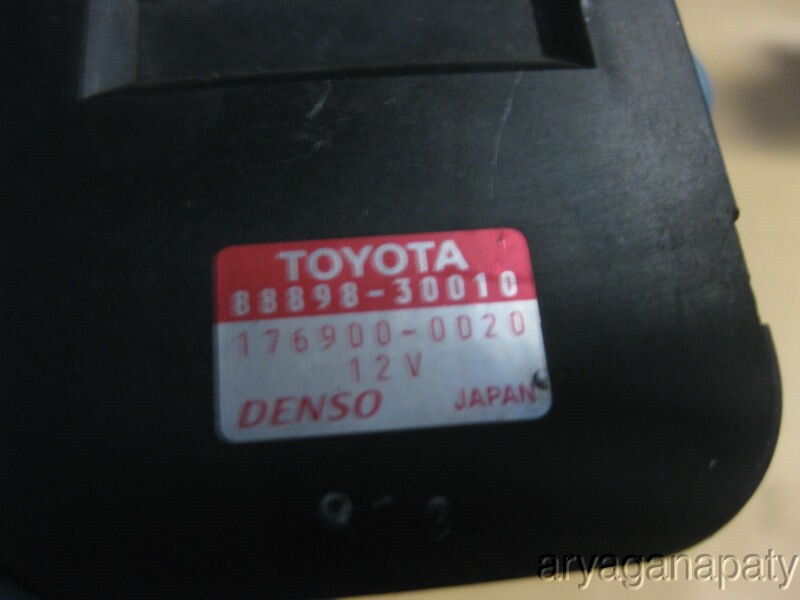 TOYOTA
88898-30010
176900-0020
12V
DENSO JAPAN
aryaganapaty